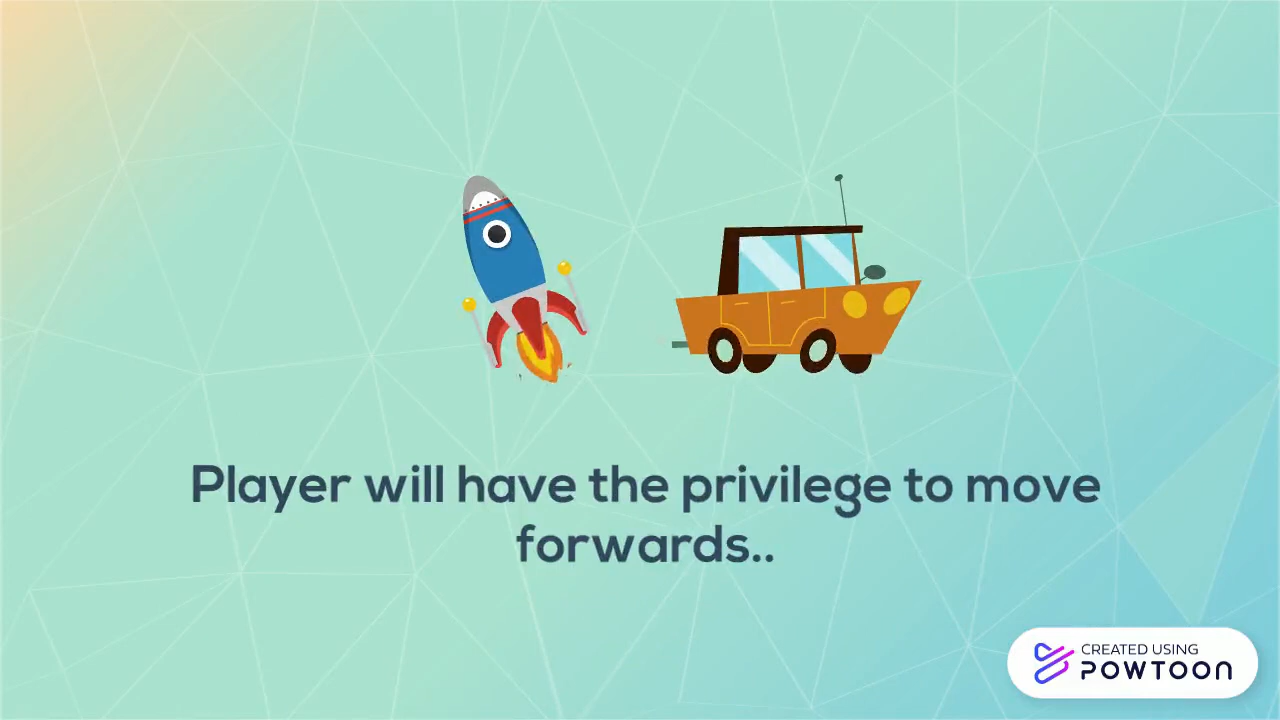 Player will have the privilege to move
forwards..
CREATED USING
POWTOON